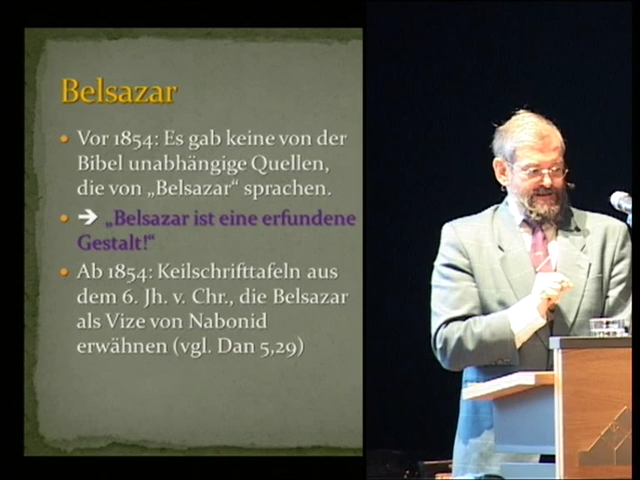 Belsazar
• Vor 1854: Es gab keine von der
Bibel unabhängige Quellen,
die von „Belsazar“ sprachen.
• ➔ „Belsazar ist eine erfundene
Gestalt!“
• Ab 1854: Keilschrifttafeln aus
dem 6. Jh. v. Chr., die Belsazar
als Vize von Nabonid
erwähnen (vgl. Dan 5,29)